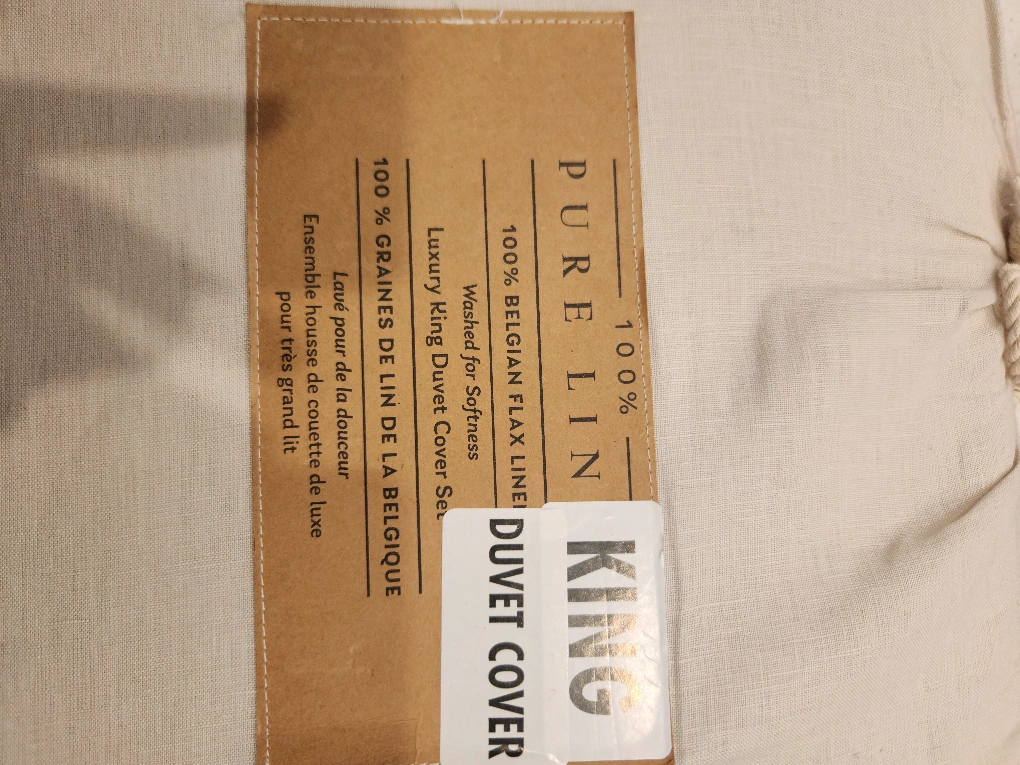 100%
PURE LIN
100% BELGIAN FLAX LINE
Washed for Softness
Luxury King Duvet Cover Set
100 % GRAINES DE LIN DE LA BELGIQUE
Lavé pour de la douceur
Ensemble housse de couette de luxe
pour très grand lit
KING
DUVET COVER